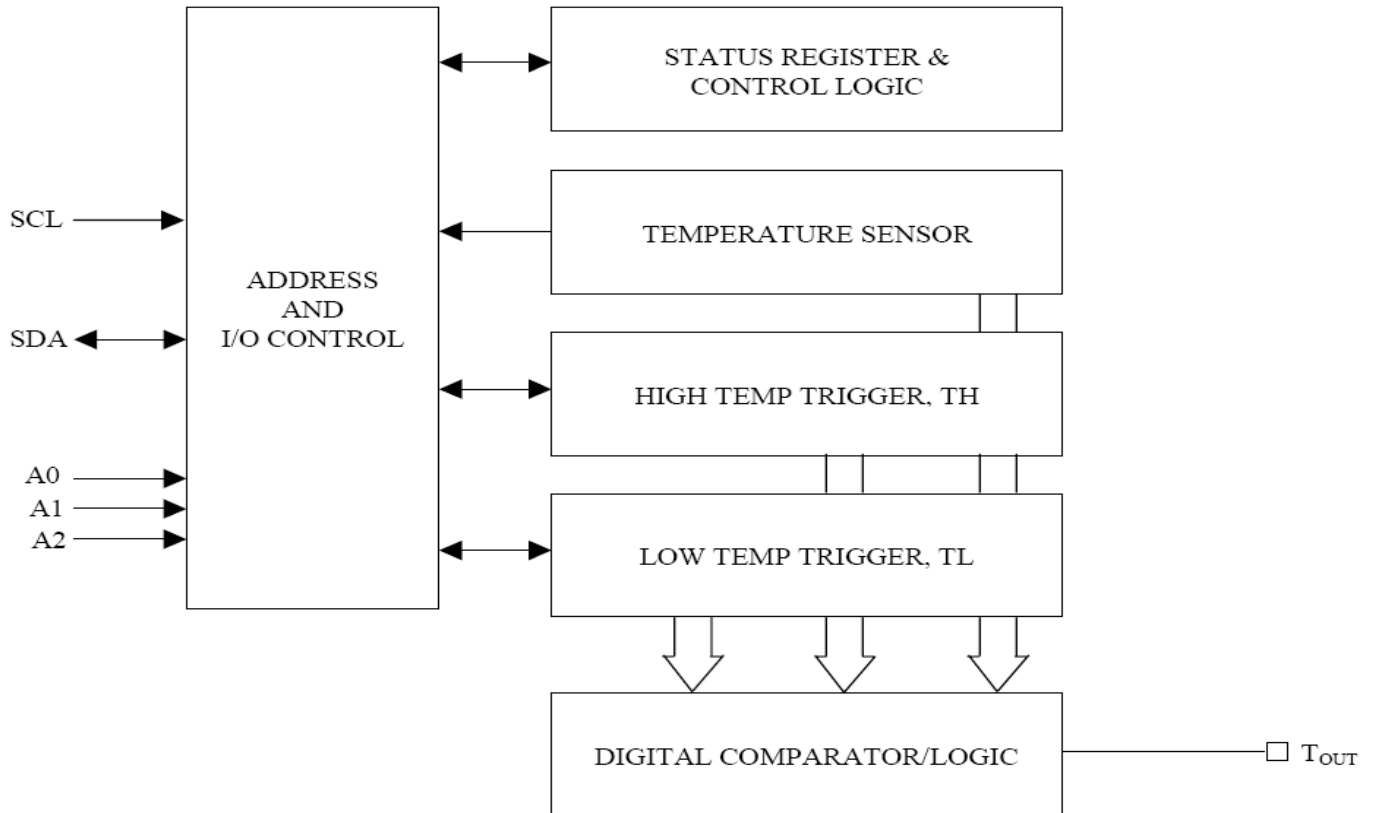 STATUS REGISTER &
CONTROL LOGIC
SCL
TEMPERATURE SENSOR
ADDRESS
AND
I/O CONTROL
SDA
HIGH TEMP TRIGGER, TH
A0
A1
A2
LOW TEMP TRIGGER, TL
DIGITAL COMPARATOR/LOGIC
TOUT